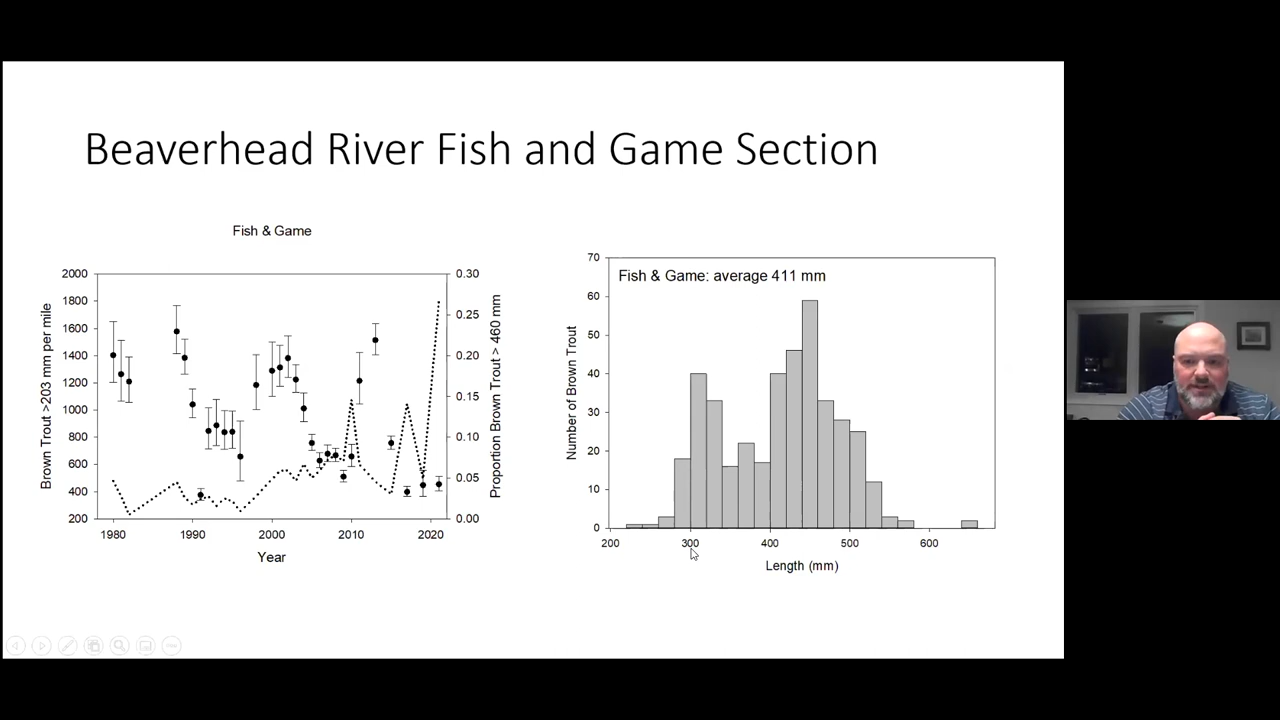 Beaverhead River Fish and Game Section
Fish & Game
2000
1800
1600
1400
1200
1000
800
600
400
200
Brown Trout >203 mm per mile
0.30
0.25
0.20
0.15
0.10
0.05
0.00
Proportion Brown Trout > 460 mm
1980 1990 2000 2010 2020
Year
Fish & Game: average 411 mm
70
60
50
40
30
20
10
0
Number of Brown Trout
200 300 400 500 600
Length (mm)